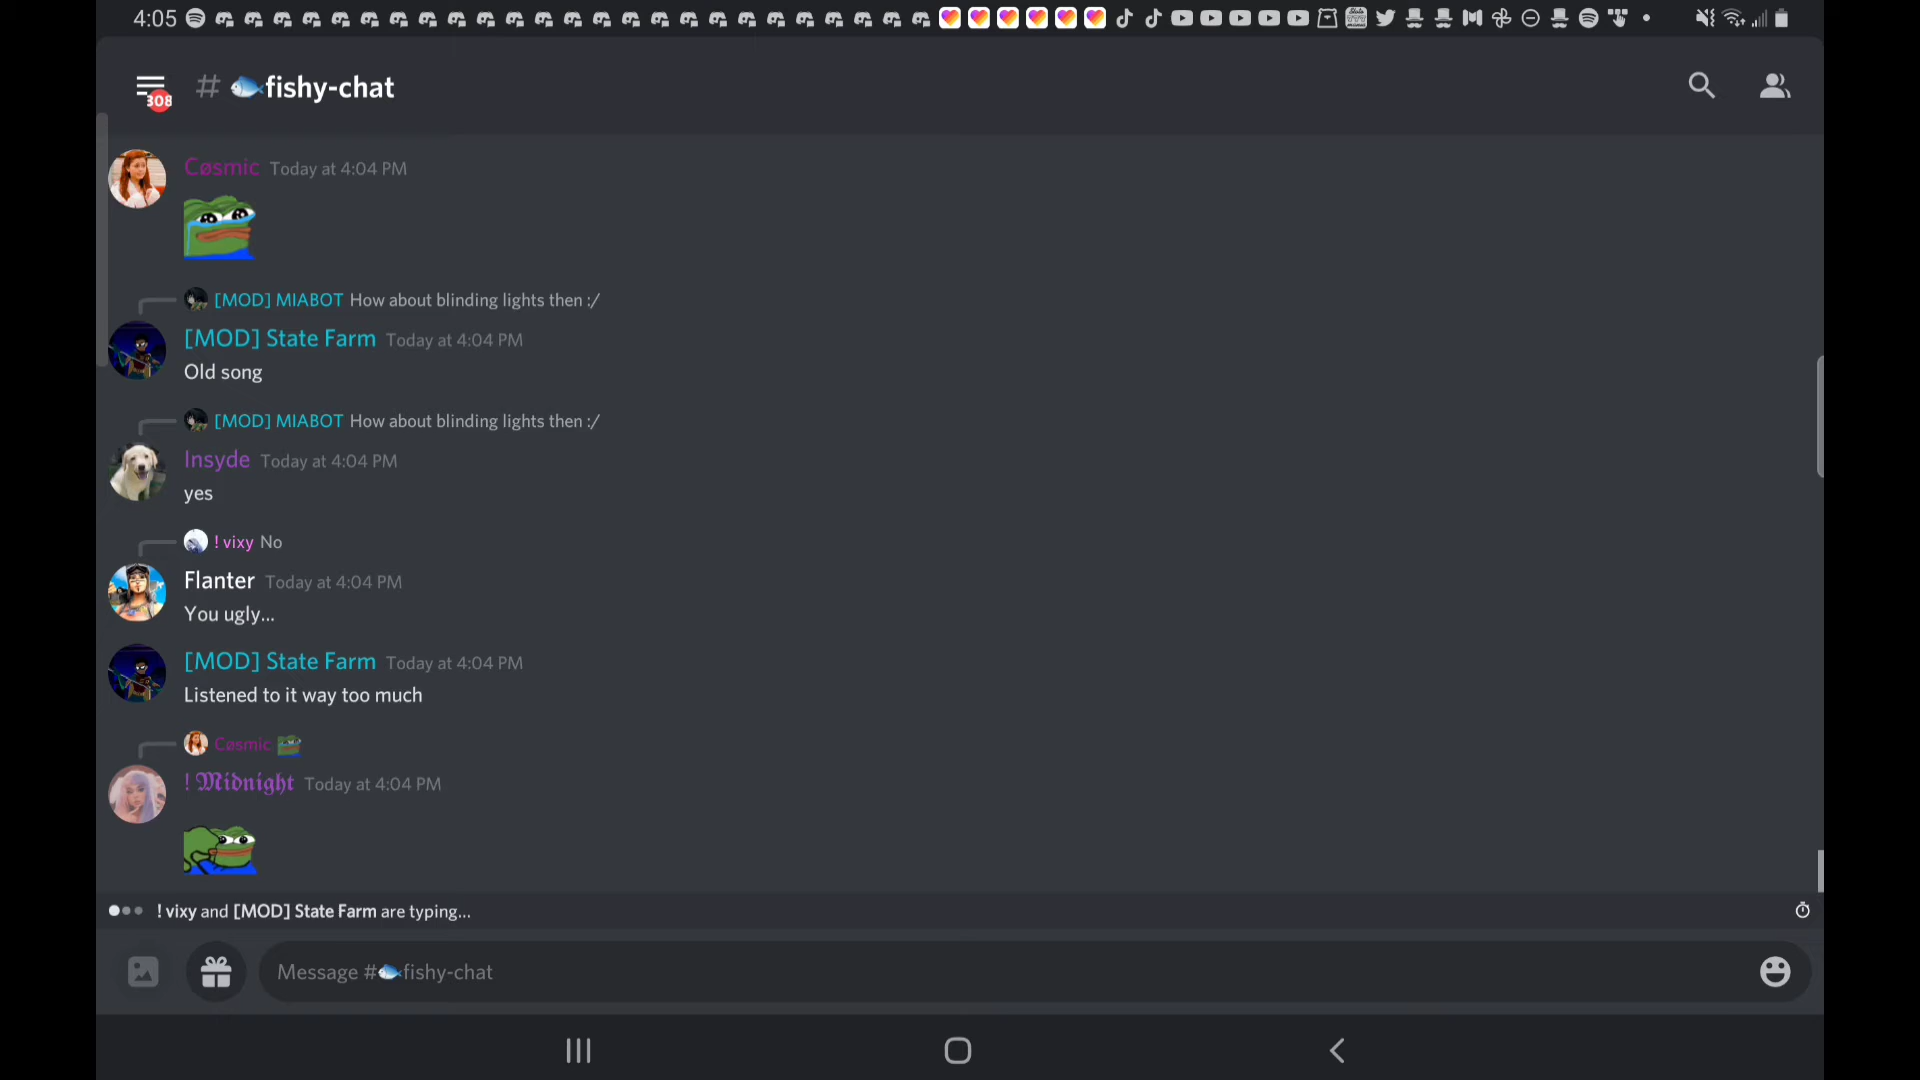 4:05
308
# 🐟fishy-chat
Cøsmic Today at 4:04 PM
[MOD] MIABOT How about blinding lights then :/
[MOD] State Farm Today at 4:04 PM
Old song
[MOD] MIABOT How about blinding lights then :/
Insyde Today at 4:04 PM
yes
! vixy No
Flanter Today at 4:04 PM
You ugly...
[MOD] State Farm Today at 4:04 PM
Listened to it way too much
Cøsmic
! 𝕸𝖎𝖉𝖓𝖎𝖌𝖍𝖙 Today at 4:04 PM
! vixy and [MOD] State Farm are typing...
Message #🐟fishy-chat